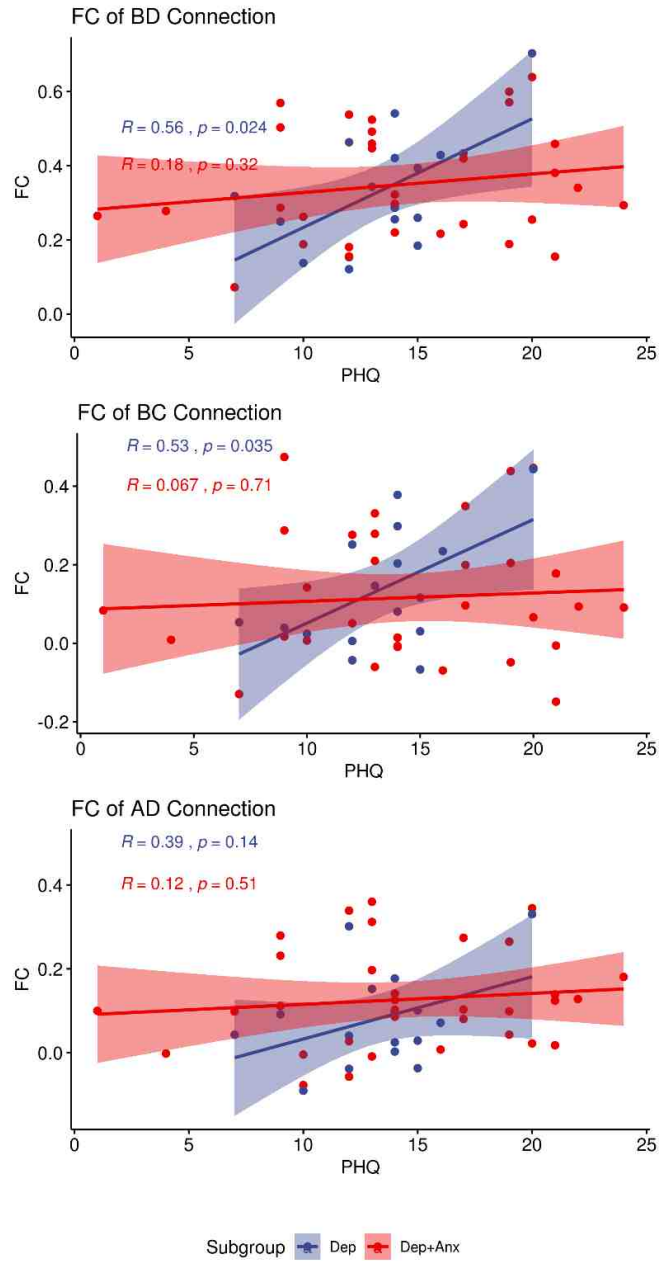 FC of BD Connection
0.6
R = 0.56 , p = 0.024
0.4
R = 0.18 , p = 0.32
FC
0.2
0.0
0 5 10 15 20 25
PHQ
FC of BC Connection
R = 0.53 , p = 0.035
0.4
R = 0.067 , p = 0.71
0.2
FC
0.0
-0.2
0 5 10 15 20 25
PHQ
FC of AD Connection
R = 0.39 , p = 0.14
0.4
R = 0.12 , p = 0.51
FC
0.2
0.0
0 5 10 15 20 25
PHQ
Subgroup Dep Dep+Anx